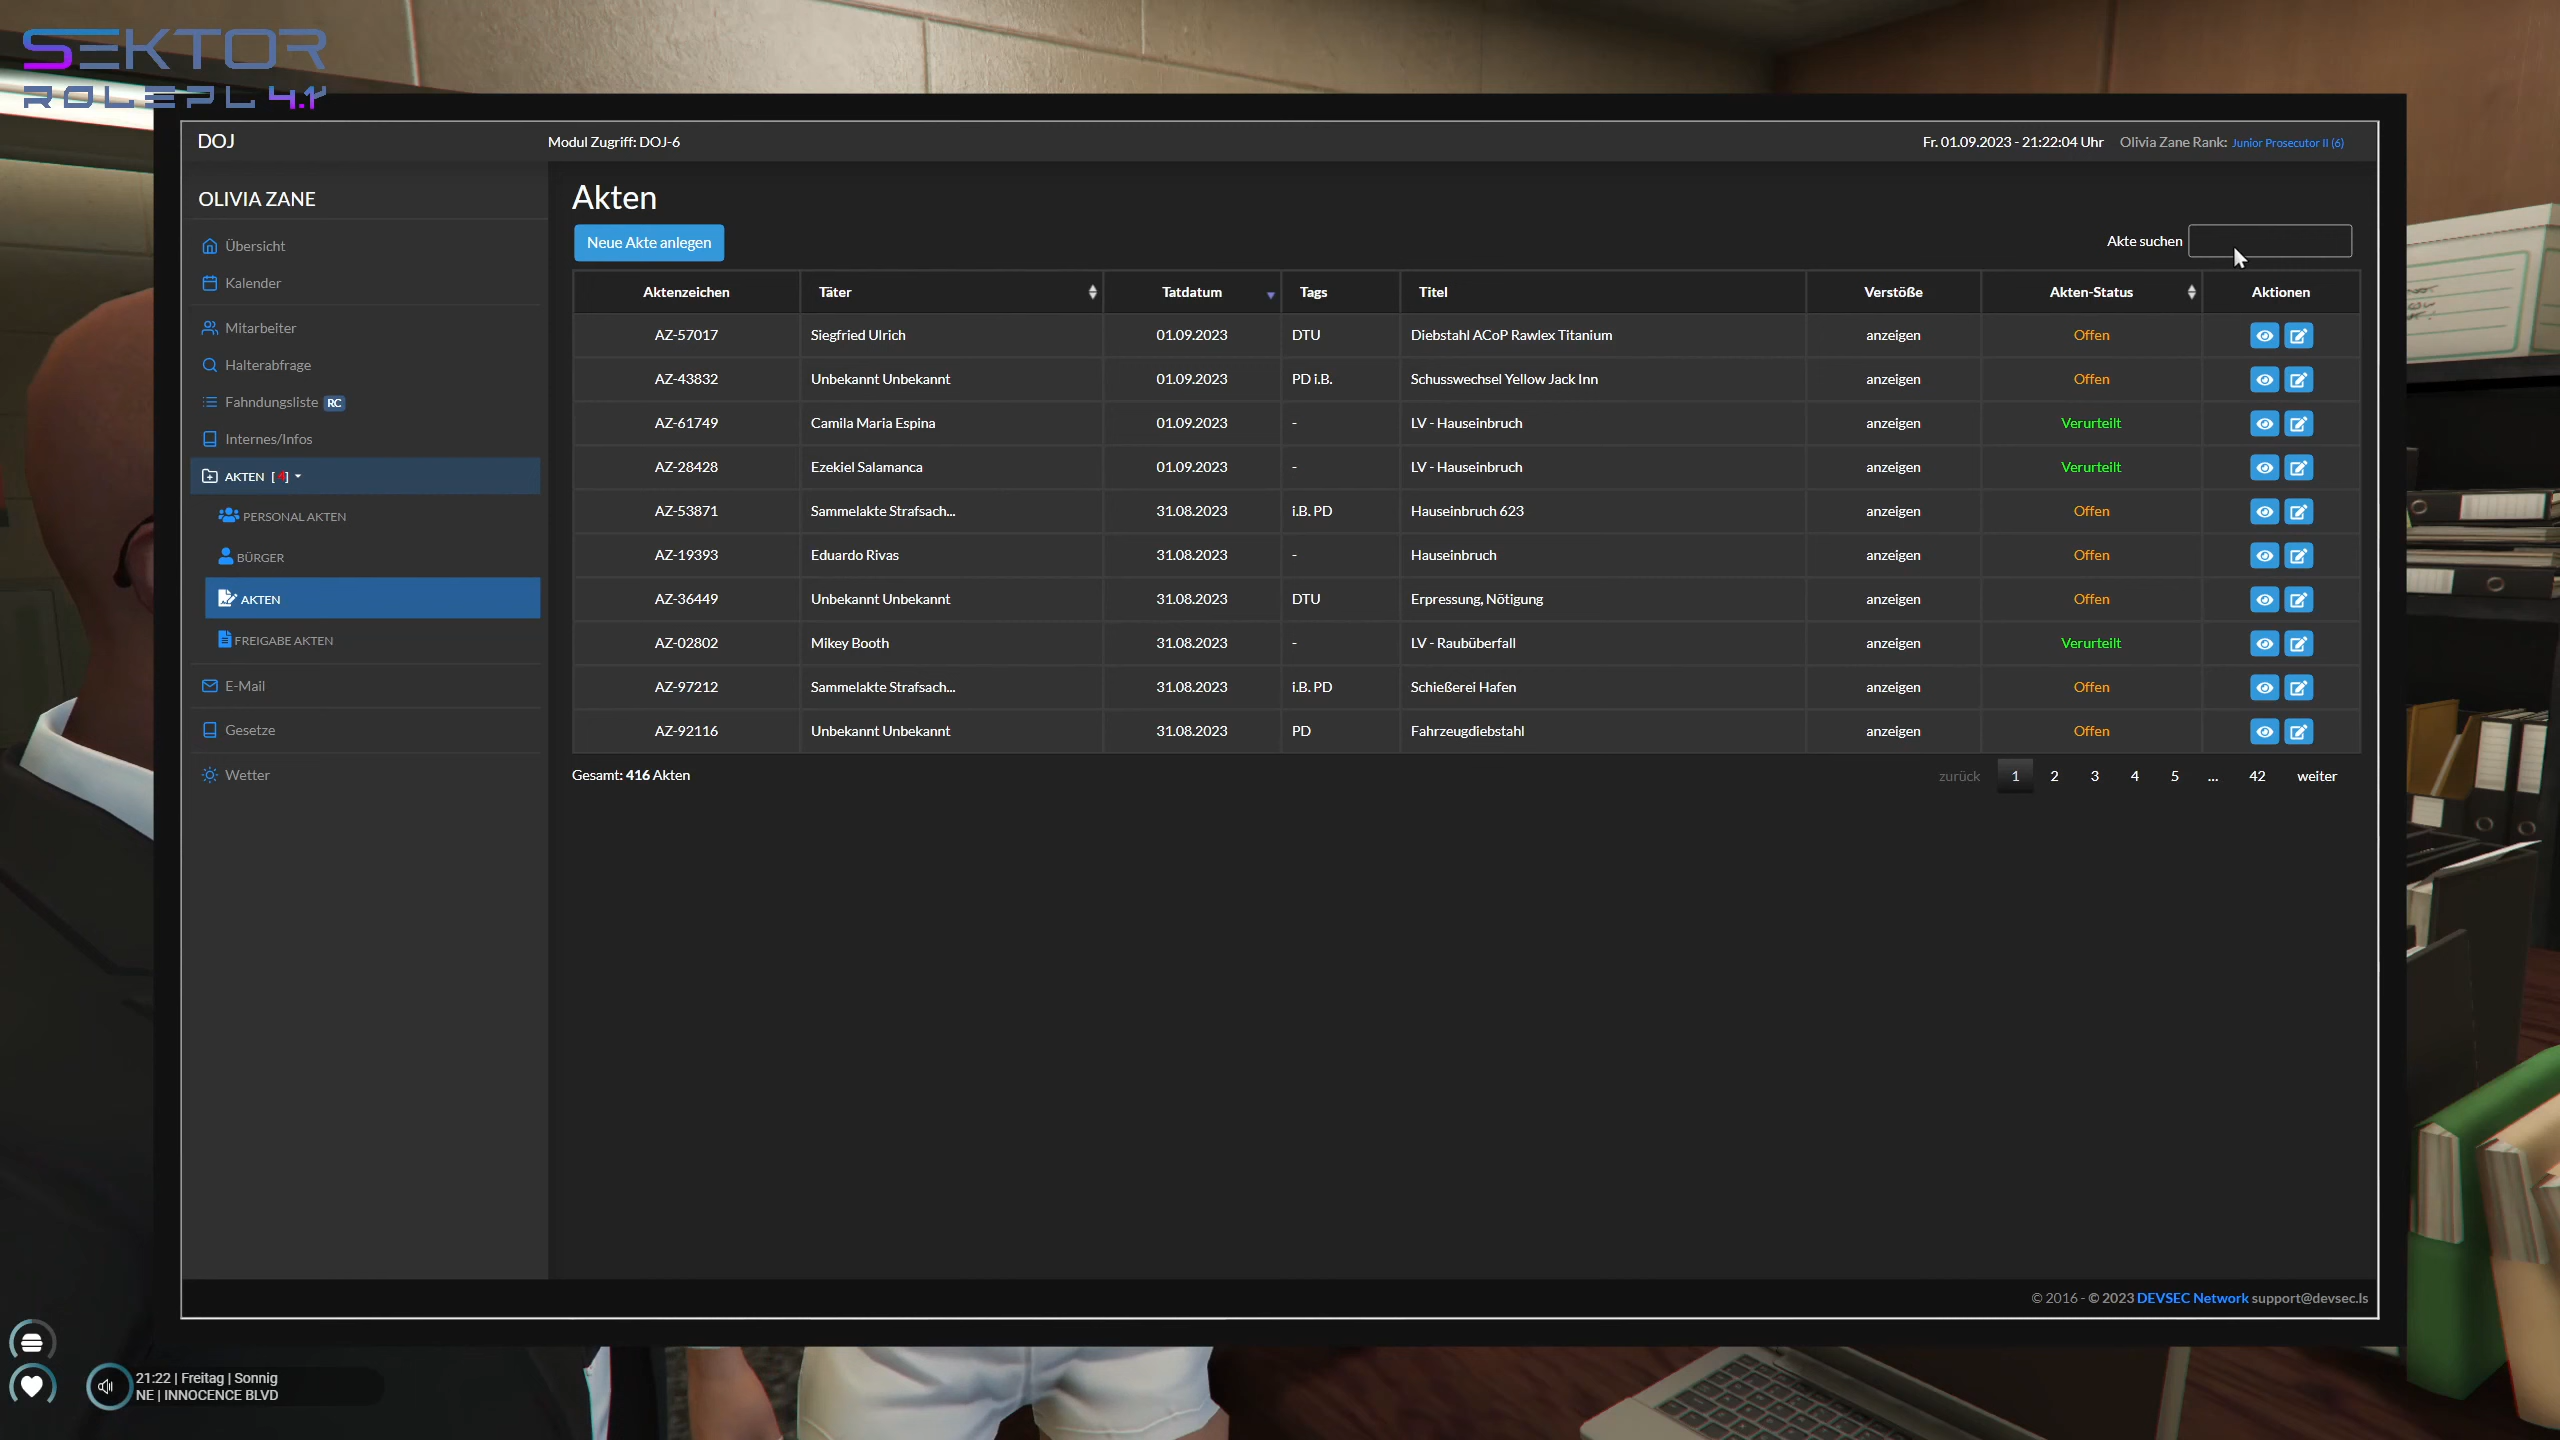 SEKTOR
ROLEPL4.Y
DOJ
Modul Zugriff: DOJ-6
Fr. 01.09.2023 - 21:22:04 Uhr Olivia Zane Rank: Junior Prosecutor II (6)
OLIVIA ZANE
Übersicht
Kalender
Mitarbeiter
Halterabfrage
Fahndungsliste RC
Internes/Infos
AKTEN [4]
PERSONAL AKTEN
BÜRGER
AKTEN
FREIGABE AKTEN
E-Mail
Gesetze
Wetter
Akten
Neue Akte anlegen
Akte suchen
Aktenzeichen Täter Tatdatum Tags Titel Verstöße Akten-Status Aktionen
AZ-57017 Siegfried Ulrich 01.09.2023 DTU Diebstahl ACoP Rawlex Titanium anzeigen Offen
AZ-43832 Unbekannt Unbekannt 01.09.2023 PD i.B. Schusswechsel Yellow Jack Inn anzeigen Offen
AZ-61749 Camila Maria Espina 01.09.2023 - LV - Hauseinbruch anzeigen Verurteilt
AZ-28428 Ezekiel Salamanca 01.09.2023 - LV - Hauseinbruch anzeigen Verurteilt
AZ-53871 Sammelakte Strafsach... 31.08.2023 i.B. PD Hauseinbruch 623 anzeigen Offen
AZ-19393 Eduardo Rivas 31.08.2023 - Hauseinbruch anzeigen Offen
AZ-36449 Unbekannt Unbekannt 31.08.2023 DTU Erpressung, Nötigung anzeigen Offen
AZ-02802 Mikey Booth 31.08.2023 - LV - Raubüberfall anzeigen Verurteilt
AZ-97212 Sammelakte Strafsach... 31.08.2023 i.B. PD Schießerei Hafen anzeigen Offen
AZ-92116 Unbekannt Unbekannt 31.08.2023 PD Fahrzeugdiebstahl anzeigen Offen
Gesamt: 416 Akten
zurück 1 2 3 4 5 ... 42 weiter
© 2016 - © 2023 DEVSEC Network support@devsec.ls
21:22 | Freitag | Sonnig
NE | INNOCENCE BLVD